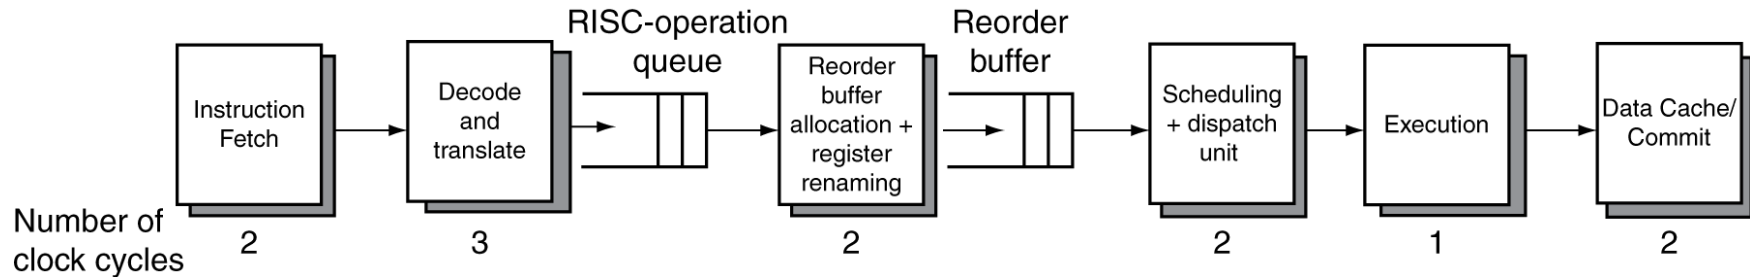 RISC-operation
queue
Reorder
buffer
Instruction
Fetch
Decode
and
translate
Reorder
buffer
allocation +
register
renaming
Scheduling
+ dispatch
unit
Execution
Data Cache/
Commit
Number of
clock cycles
2
3
2
2
1
2